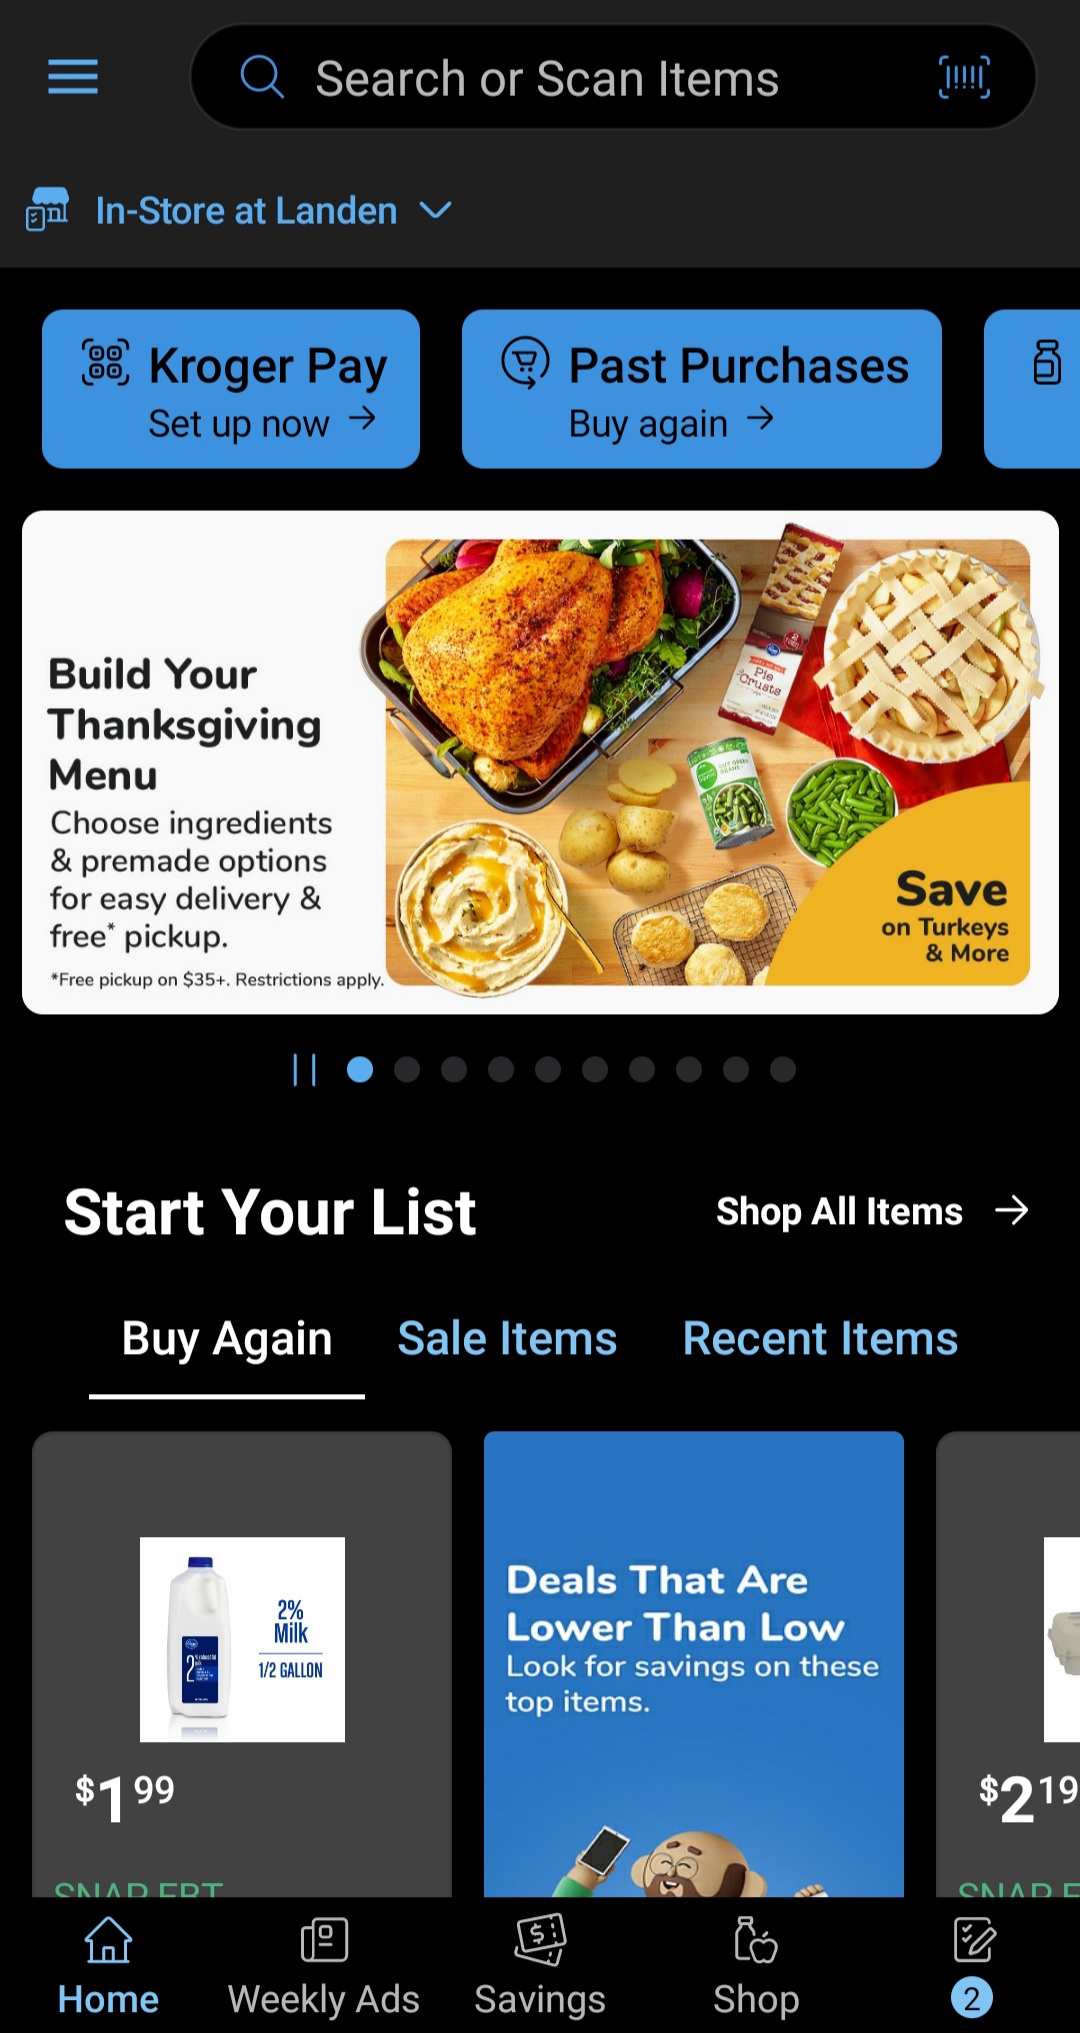 Search or Scan Items
In-Store at Landen
Kroger Pay
Set up now
Past Purchases
Buy again
Build Your
Thanksgiving
Menu
Choose ingredients
& premade options
for easy delivery &
free* pickup.
*Free pickup on $35+. Restrictions apply.
Pie
Crusts
CUT GREEN
BEANS
Save
on Turkeys
& More
Start Your List
Shop All Items
Buy Again
Sale Items
Recent Items
2%
Milk
1/2 GALLON
$1 99
SNAP EBT
Deals That Are
Lower Than Low
Look for savings on these
top items.
$2 19
SNAP E
Home
Weekly Ads
Savings
Shop
2